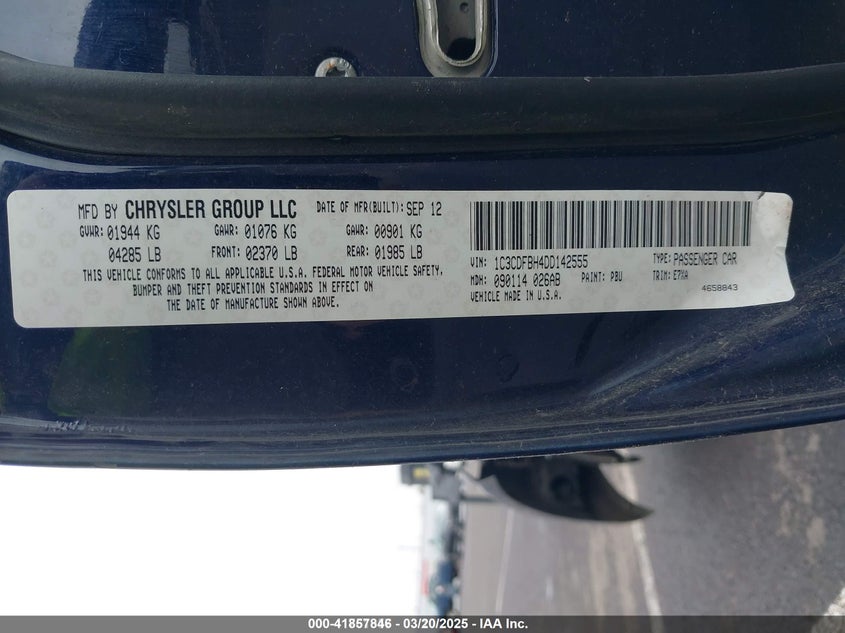 MFD BY CHRYSLER GROUP LLC DATE OF MFR(BUILT): SEP 12
GVWR: 01944 KG GAWR: 01076 KG GAWR: 00901 KG
04285 LB FRONT: 02370 LB REAR: 01985 LB
THIS VEHICLE CONFORMS TO ALL APPLICABLE U.S.A. FEDERAL MOTOR VEHICLE SAFETY,
BUMPER AND THEFT PREVENTION STANDARDS IN EFFECT ON
THE DATE OF MANUFACTURE SHOWN ABOVE.
VIN: 1C3CDFBH4DD142555 TYPE: PASSENGER CAR
MDH: 090114 026AB PAINT: PBU TRIM: E7XA
VEHICLE MADE IN U.S.A. 4658843
000-41857846 — 03/20/2025 — IAA Inc.